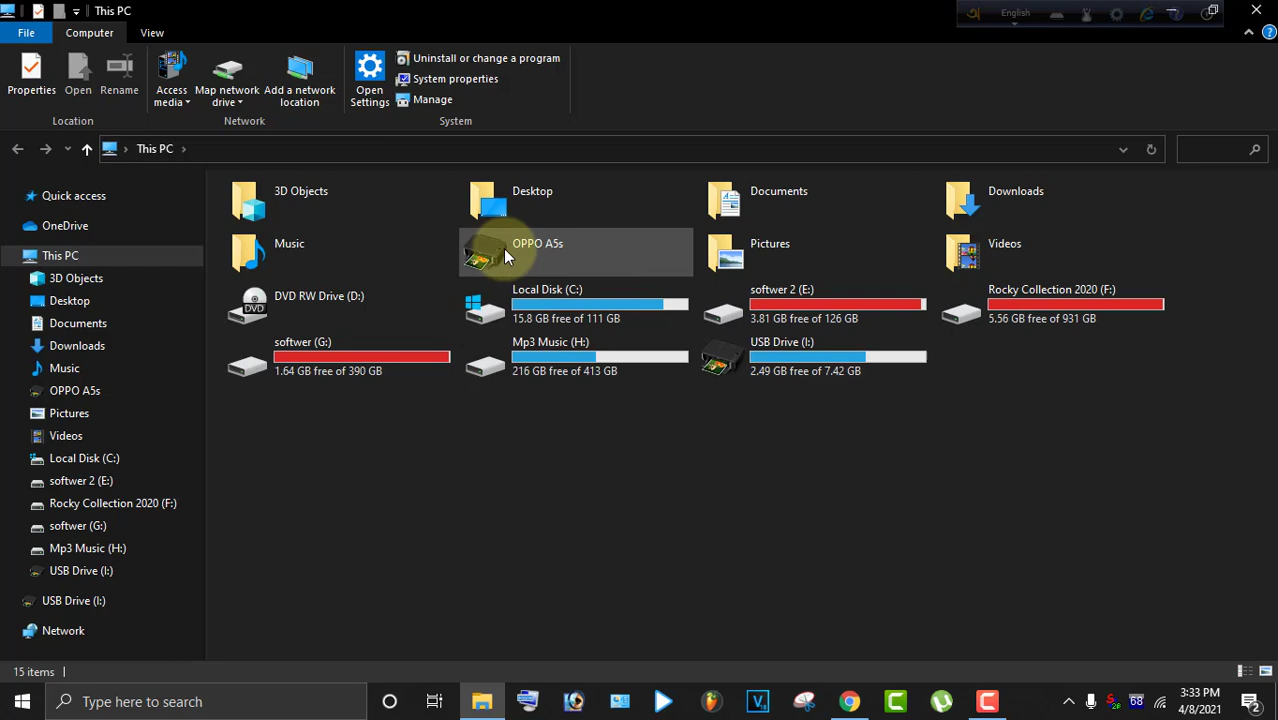 This PC
English
File
Computer
View
Properties
Open
Rename
Location
Access media
Map network drive
Add a network location
Network
Open Settings
Uninstall or change a program
System properties
Manage
System
This PC
Quick access
OneDrive
This PC
3D Objects
Desktop
Documents
Downloads
Music
OPPO A5s
Pictures
Videos
Local Disk (C:)
softwer 2 (E:)
Rocky Collection 2020 (F:)
softwer (G:)
Mp3 Music (H:)
USB Drive (I:)
USB Drive (I:)
Network
3D Objects
Desktop
Documents
Downloads
Music
OPPO A5s
Pictures
Videos
DVD RW Drive (D:)
DVD
Local Disk (C:)
15.8 GB free of 111 GB
softwer 2 (E:)
3.81 GB free of 126 GB
Rocky Collection 2020 (F:)
5.56 GB free of 931 GB
softwer (G:)
1.64 GB free of 390 GB
Mp3 Music (H:)
216 GB free of 413 GB
USB Drive (I:)
2.49 GB free of 7.42 GB
15 items
Type here to search
68
3:33 PM
4/8/2021
2